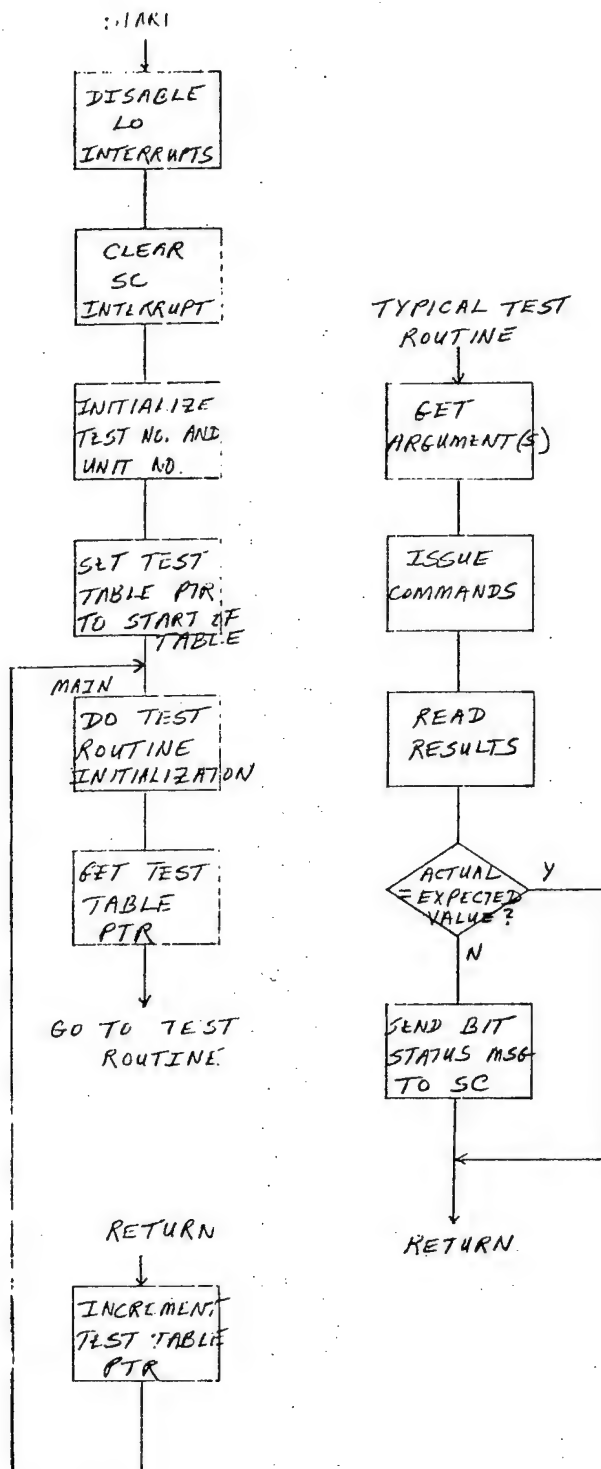 DISABLE
LO
INTERRUPTS
CLEAR
SC
INTERRUPT
INITIALIZE
TEST NO. AND
UNIT NO.
SET TEST
TABLE PTR
TO START OF
TABLE
MAIN
DO TEST
ROUTINE
INITIALIZATON
GET TEST
TABLE
PTR
GO TO TEST
ROUTINE
RETURN
INCREMENT
TEST TABLE
PTR
TYPICAL TEST
ROUTINE
GET
ARGUMENT(S)
ISSUE
COMMANDS
READ
RESULTS
ACTUAL
= EXPECTED
VALUE?
Y
N
SEND BIT
STATUS MSG
TO SC
RETURN